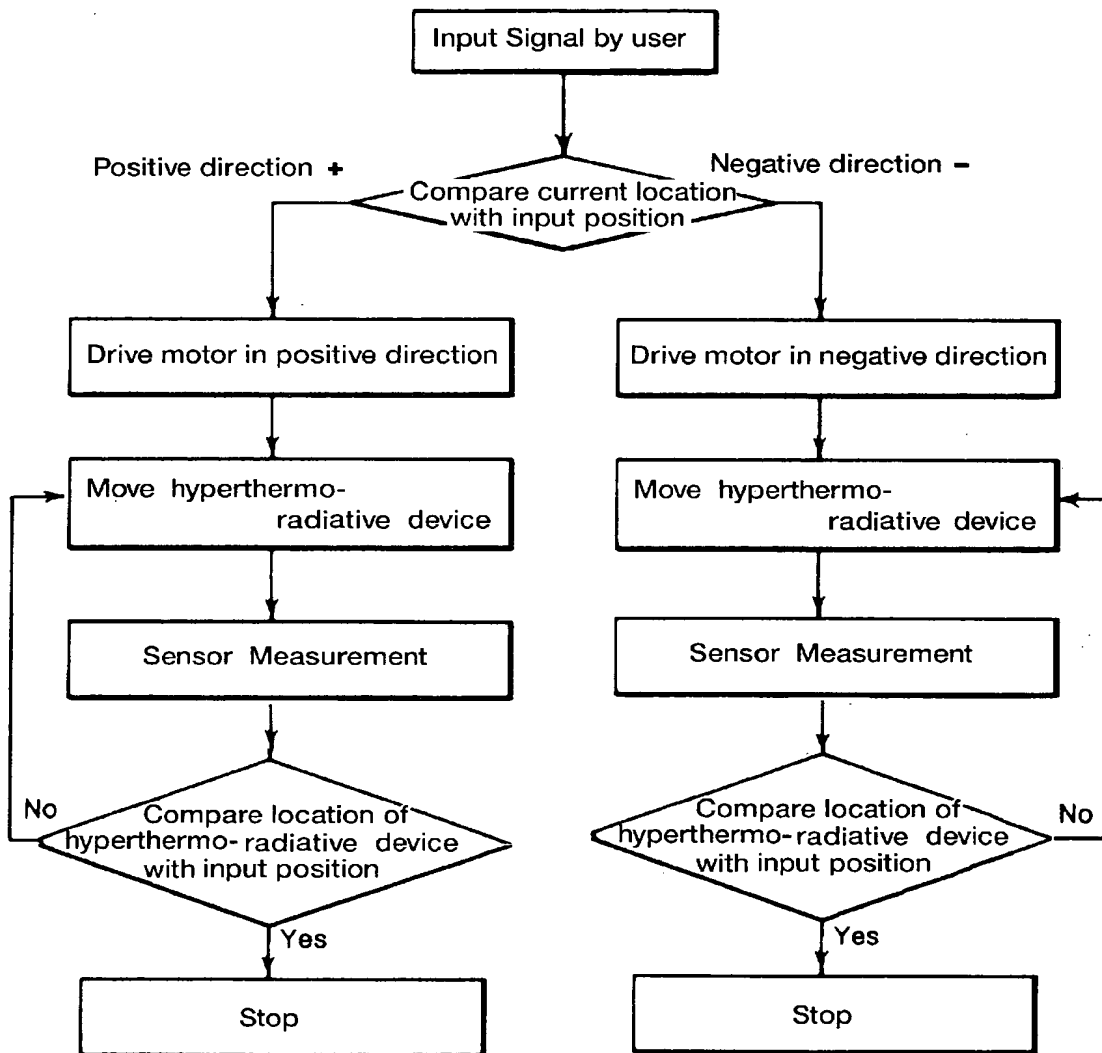 Input Signal by user
Positive direction +
Negative direction −
Compare current location
with input position
Drive motor in positive direction
Drive motor in negative direction
Move hyperthermo-
radiative device
Move hyperthermo-
radiative device
Sensor Measurement
Sensor Measurement
No
Compare location of
hyperthermo-radiative device
with input position
Compare location of
hyperthermo-radiative device
with input position
No
Yes
Yes
Stop
Stop